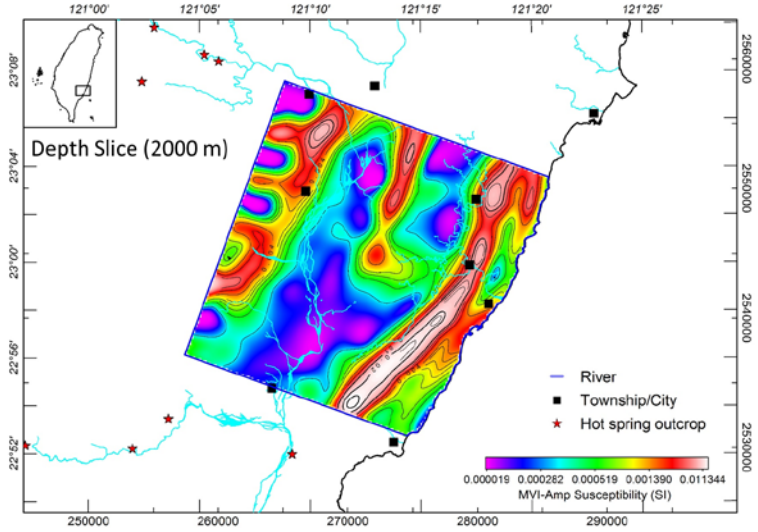 121°00' 121°05' 121°10' 121°15' 121°20' 121°25'
23°08'
23°04'
23°00'
22°56'
22°52'
2560000
2550000
2540000
2530000
Depth Slice (2000 m)
River
Township/City
Hot spring outcrop
0.000019 0.000282 0.000519 0.001390 0.011344
MVI-Amp Susceptibility (SI)
250000 260000 270000 280000 290000